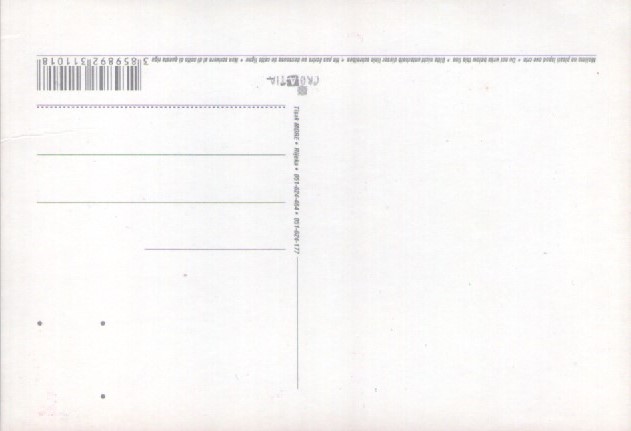 Tisak MORE • Rijeka • 051-624-454 • 051-624-177
CROATIA
Molimo ne pisati ispod ove crte • Do not write below this line • Bitte nicht unterhalb dieser linie schreiben • Ne pas écrire au dessous de cette ligne • Non scrivere al di sotto di questa riga
3 859892 311018